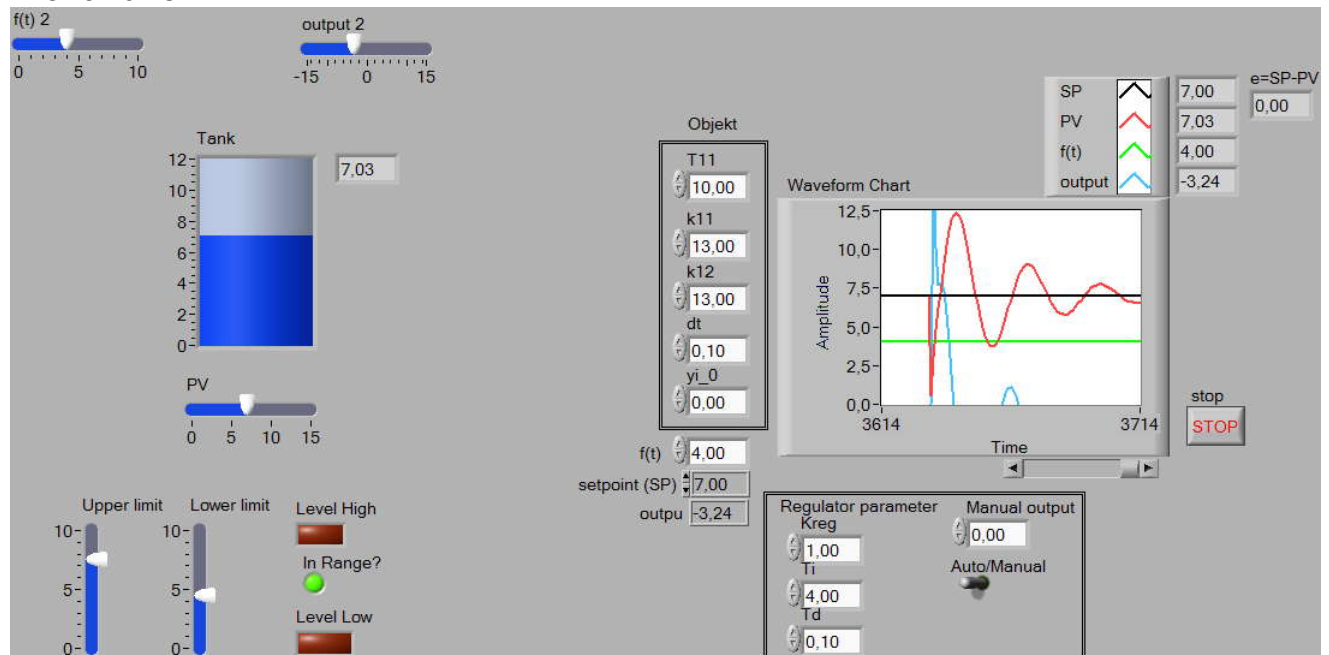 f(t) 2
0 5 10
output 2
-15 0 15
Tank
12
10
8
6
4
2
0
7,03
PV
0 5 10 15
Upper limit
10
5
0
Lower limit
10
5
0
Level High
In Range?
Level Low
Objekt
T11
10,00
k11
13,00
k12
13,00
dt
0,10
yi_0
0,00
f(t) 4,00
setpoint (SP) 7,00
outpu -3,24
SP 7,00
PV 7,03
f(t) 4,00
output -3,24
e=SP-PV
0,00
Waveform Chart
Amplitude
12,5
10,0
7,5
5,0
2,5
0,0
3614 3714
Time
stop
STOP
Regulator parameter
Kreg
1,00
Ti
4,00
Td
0,10
Manual output
0,00
Auto/Manual